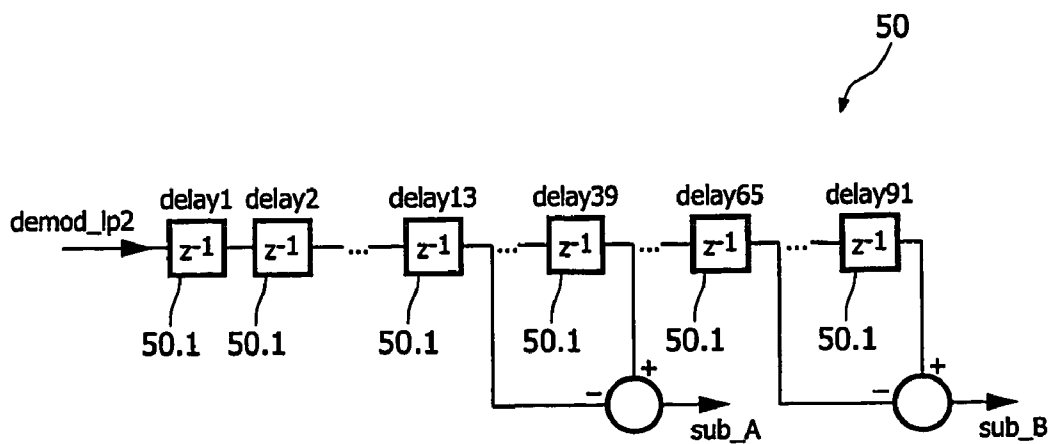 50
delay1 delay2 delay13 delay39 delay65 delay91
demod_lp2
z-1 z-1 ... z-1 ... z-1 ... z-1 ... z-1
50.1 50.1 50.1 50.1 50.1 50.1
- + - +
sub_A sub_B